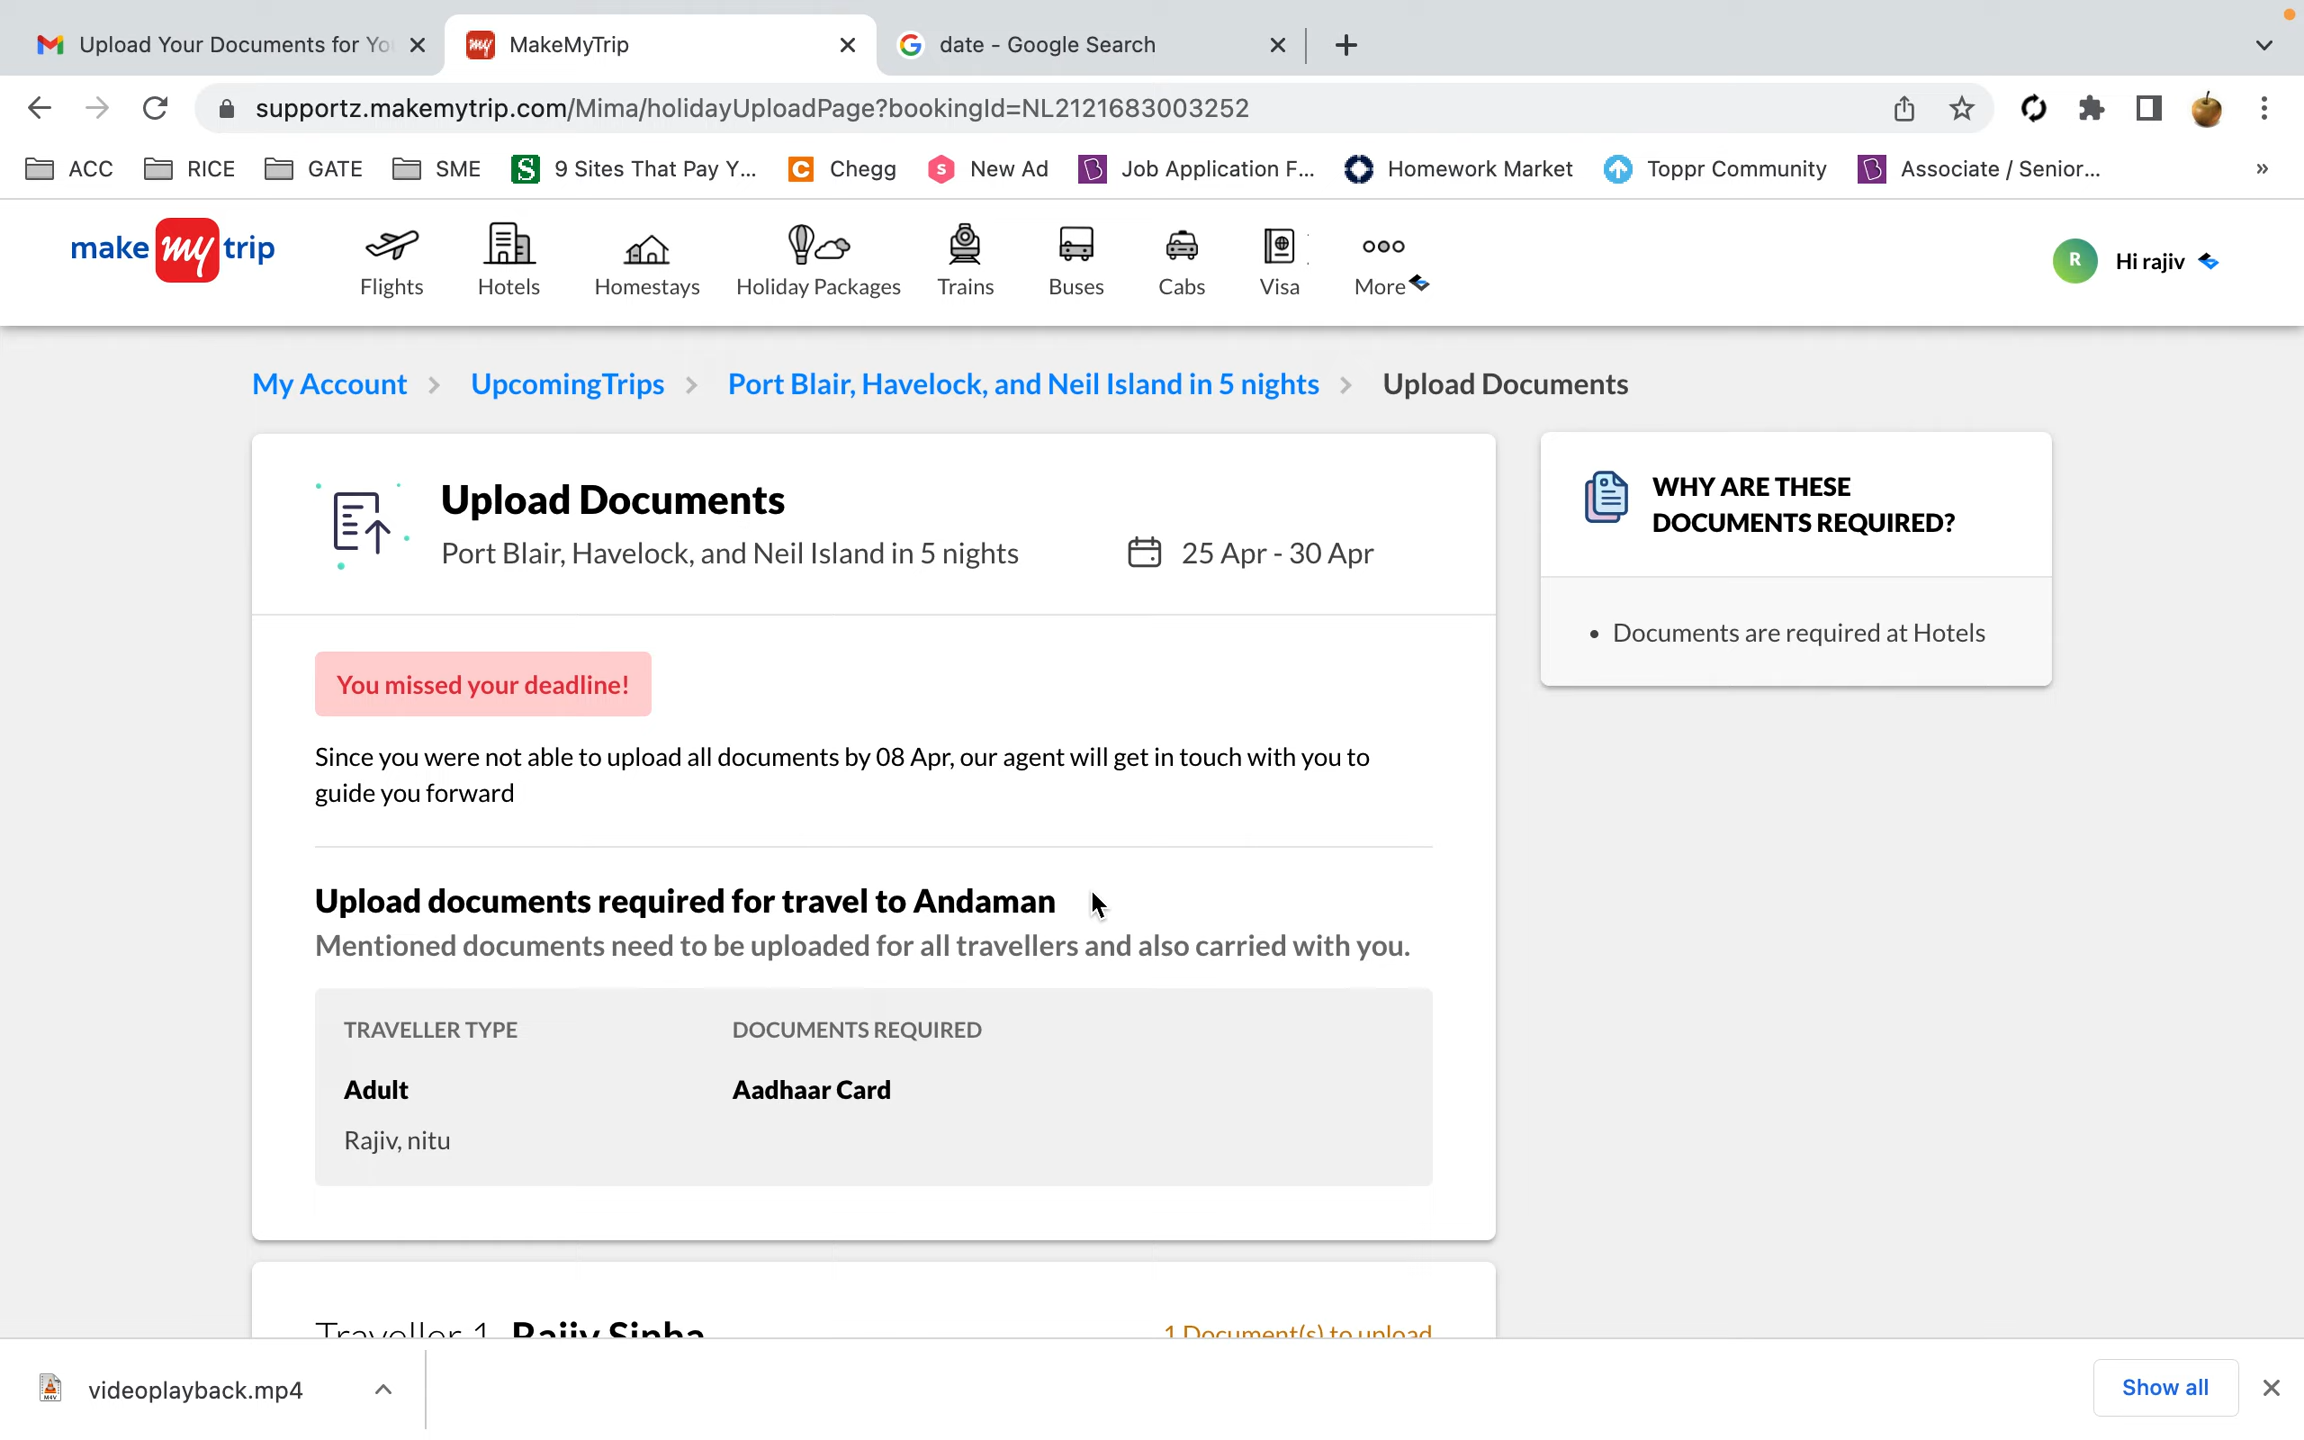 Upload Your Documents for Yo
MakeMyTrip
date - Google Search
supportz.makemytrip.com/Mima/holidayUploadPage?bookingId=NL2121683003252
ACC
RICE
GATE
SME
9 Sites That Pay Y...
Chegg
New Ad
Job Application F...
Homework Market
Toppr Community
Associate / Senior...
»
make my trip
Flights
Hotels
Homestays
Holiday Packages
Trains
Buses
Cabs
Visa
More
R
Hi rajiv
My Account > UpcomingTrips > Port Blair, Havelock, and Neil Island in 5 nights > Upload Documents
Upload Documents
Port Blair, Havelock, and Neil Island in 5 nights
25 Apr - 30 Apr
You missed your deadline!
Since you were not able to upload all documents by 08 Apr, our agent will get in touch with you to
guide you forward
Upload documents required for travel to Andaman
Mentioned documents need to be uploaded for all travellers and also carried with you.
TRAVELLER TYPE
DOCUMENTS REQUIRED
Adult
Aadhaar Card
Rajiv, nitu
Traveller 1 Rajiv Sinha
1 Document(s) to upload
WHY ARE THESE
DOCUMENTS REQUIRED?
• Documents are required at Hotels
videoplayback.mp4
Show all